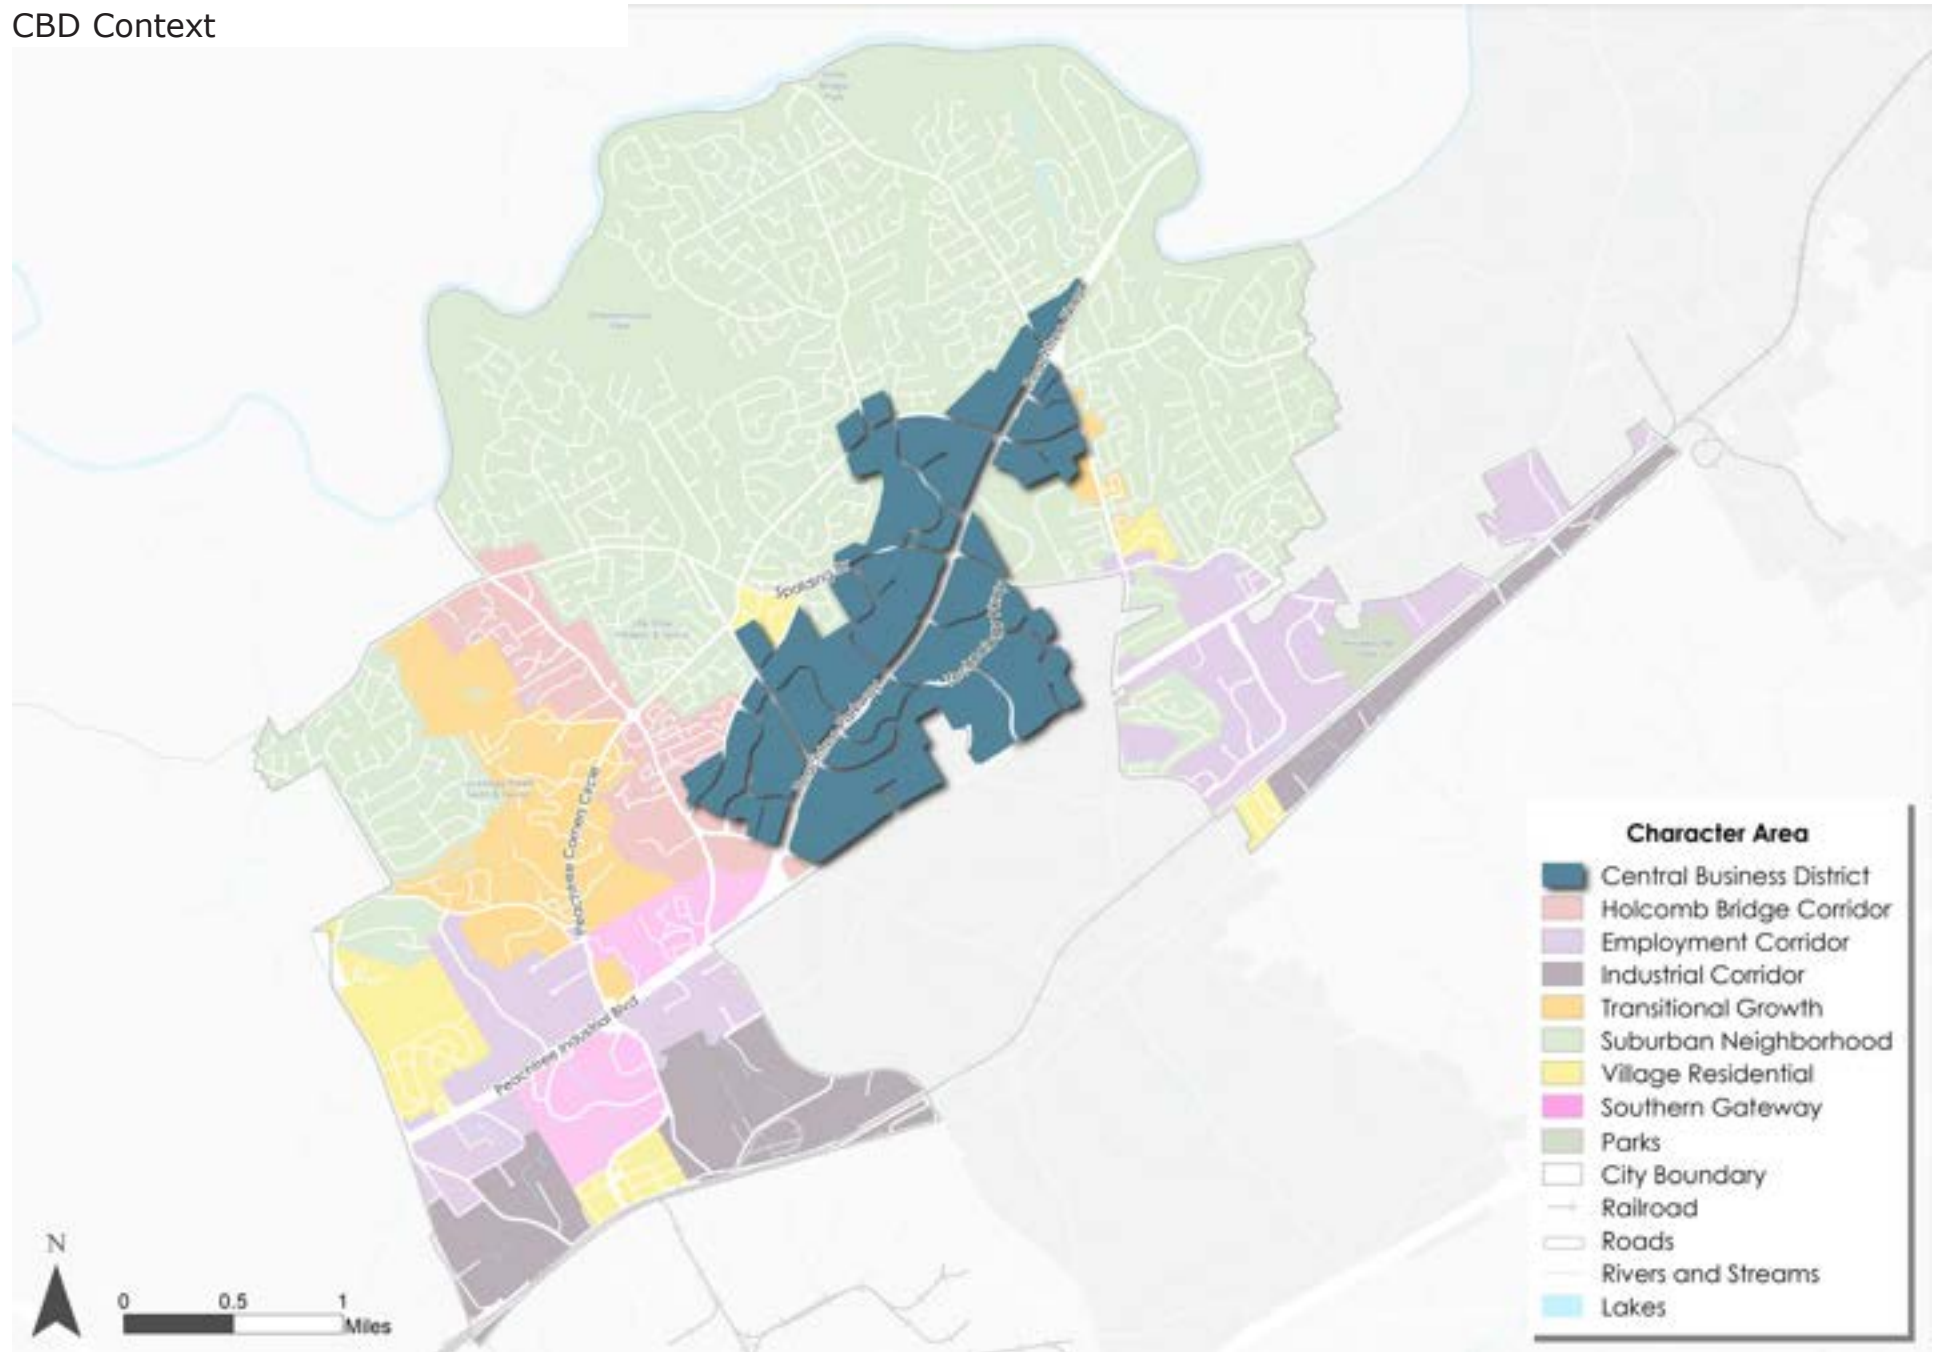 CBD Context
Spalding Dr
Peachtree Corners Circle
Peachtree Industrial Blvd
Character Area
Central Business District
Holcomb Bridge Corridor
Employment Corridor
Industrial Corridor
Transitional Growth
Suburban Neighborhood
Village Residential
Southern Gateway
Parks
City Boundary
Railroad
Roads
Rivers and Streams
Lakes
N
0 0.5 1
Miles